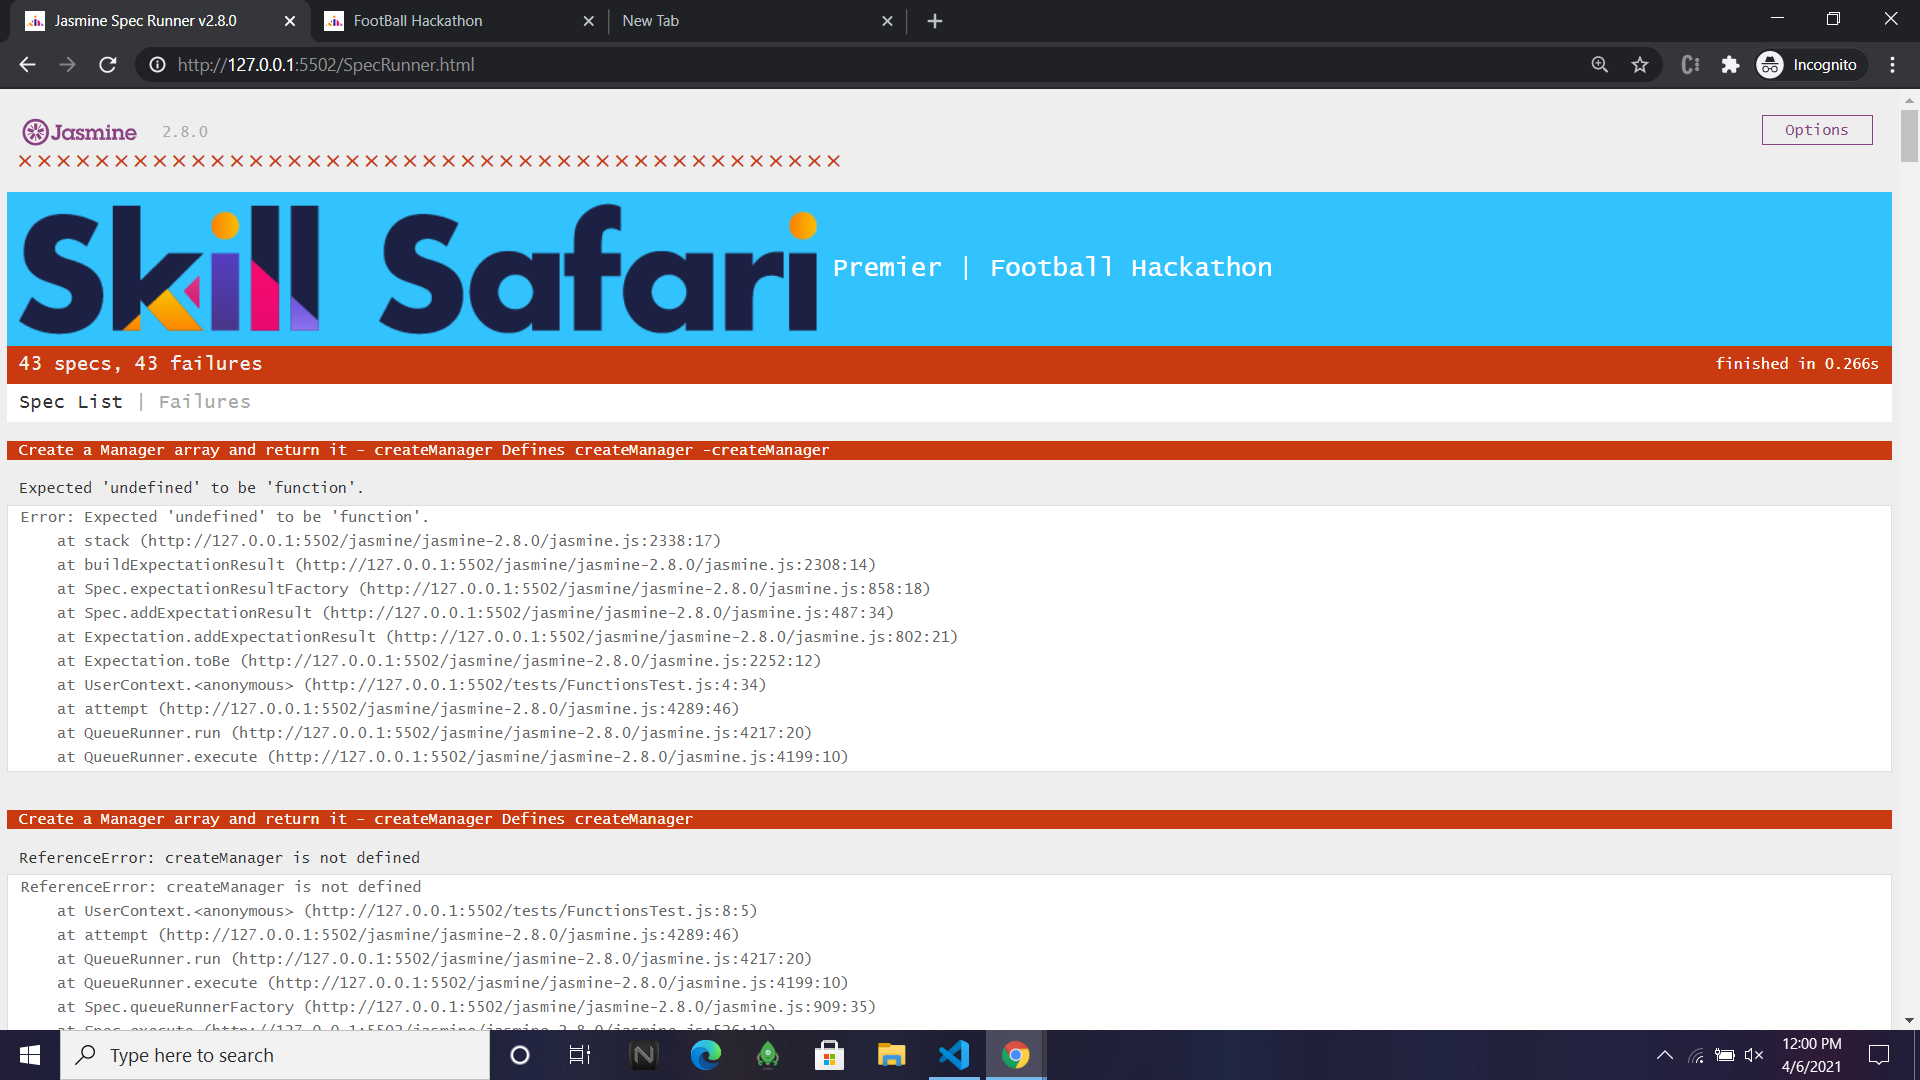 Jasmine Spec Runner v2.8.0
FootBall Hackathon
New Tab
http://127.0.0.1:5502/SpecRunner.html
Incognito
Jasmine 2.8.0
Options
××××××××××××××××××××××××××××××××××××××××××× 
Skill Safari Premier | Football Hackathon
43 specs, 43 failures
finished in 0.266s
Spec List | Failures
Create a Manager array and return it - createManager Defines createManager -createManager
Expected 'undefined' to be 'function'.
Error: Expected 'undefined' to be 'function'.
at stack (http://127.0.0.1:5502/jasmine/jasmine-2.8.0/jasmine.js:2338:17)
at buildExpectationResult (http://127.0.0.1:5502/jasmine/jasmine-2.8.0/jasmine.js:2308:14)
at Spec.expectationResultFactory (http://127.0.0.1:5502/jasmine/jasmine-2.8.0/jasmine.js:858:18)
at Spec.addExpectationResult (http://127.0.0.1:5502/jasmine/jasmine-2.8.0/jasmine.js:487:34)
at Expectation.addExpectationResult (http://127.0.0.1:5502/jasmine/jasmine-2.8.0/jasmine.js:802:21)
at Expectation.toBe (http://127.0.0.1:5502/jasmine/jasmine-2.8.0/jasmine.js:2252:12)
at UserContext.<anonymous> (http://127.0.0.1:5502/tests/FunctionsTest.js:4:34)
at attempt (http://127.0.0.1:5502/jasmine/jasmine-2.8.0/jasmine.js:4289:46)
at QueueRunner.run (http://127.0.0.1:5502/jasmine/jasmine-2.8.0/jasmine.js:4217:20)
at QueueRunner.execute (http://127.0.0.1:5502/jasmine/jasmine-2.8.0/jasmine.js:4199:10)
Create a Manager array and return it - createManager Defines createManager
ReferenceError: createManager is not defined
ReferenceError: createManager is not defined
at UserContext.<anonymous> (http://127.0.0.1:5502/tests/FunctionsTest.js:8:5)
at attempt (http://127.0.0.1:5502/jasmine/jasmine-2.8.0/jasmine.js:4289:46)
at QueueRunner.run (http://127.0.0.1:5502/jasmine/jasmine-2.8.0/jasmine.js:4217:20)
at QueueRunner.execute (http://127.0.0.1:5502/jasmine/jasmine-2.8.0/jasmine.js:4199:10)
at Spec.queueRunnerFactory (http://127.0.0.1:5502/jasmine/jasmine-2.8.0/jasmine.js:909:35)
at Spec.execute (http://127.0.0.1:5502/jasmine/jasmine-2.8.0/jasmine.js:526:10)
Type here to search
12:00 PM
4/6/2021